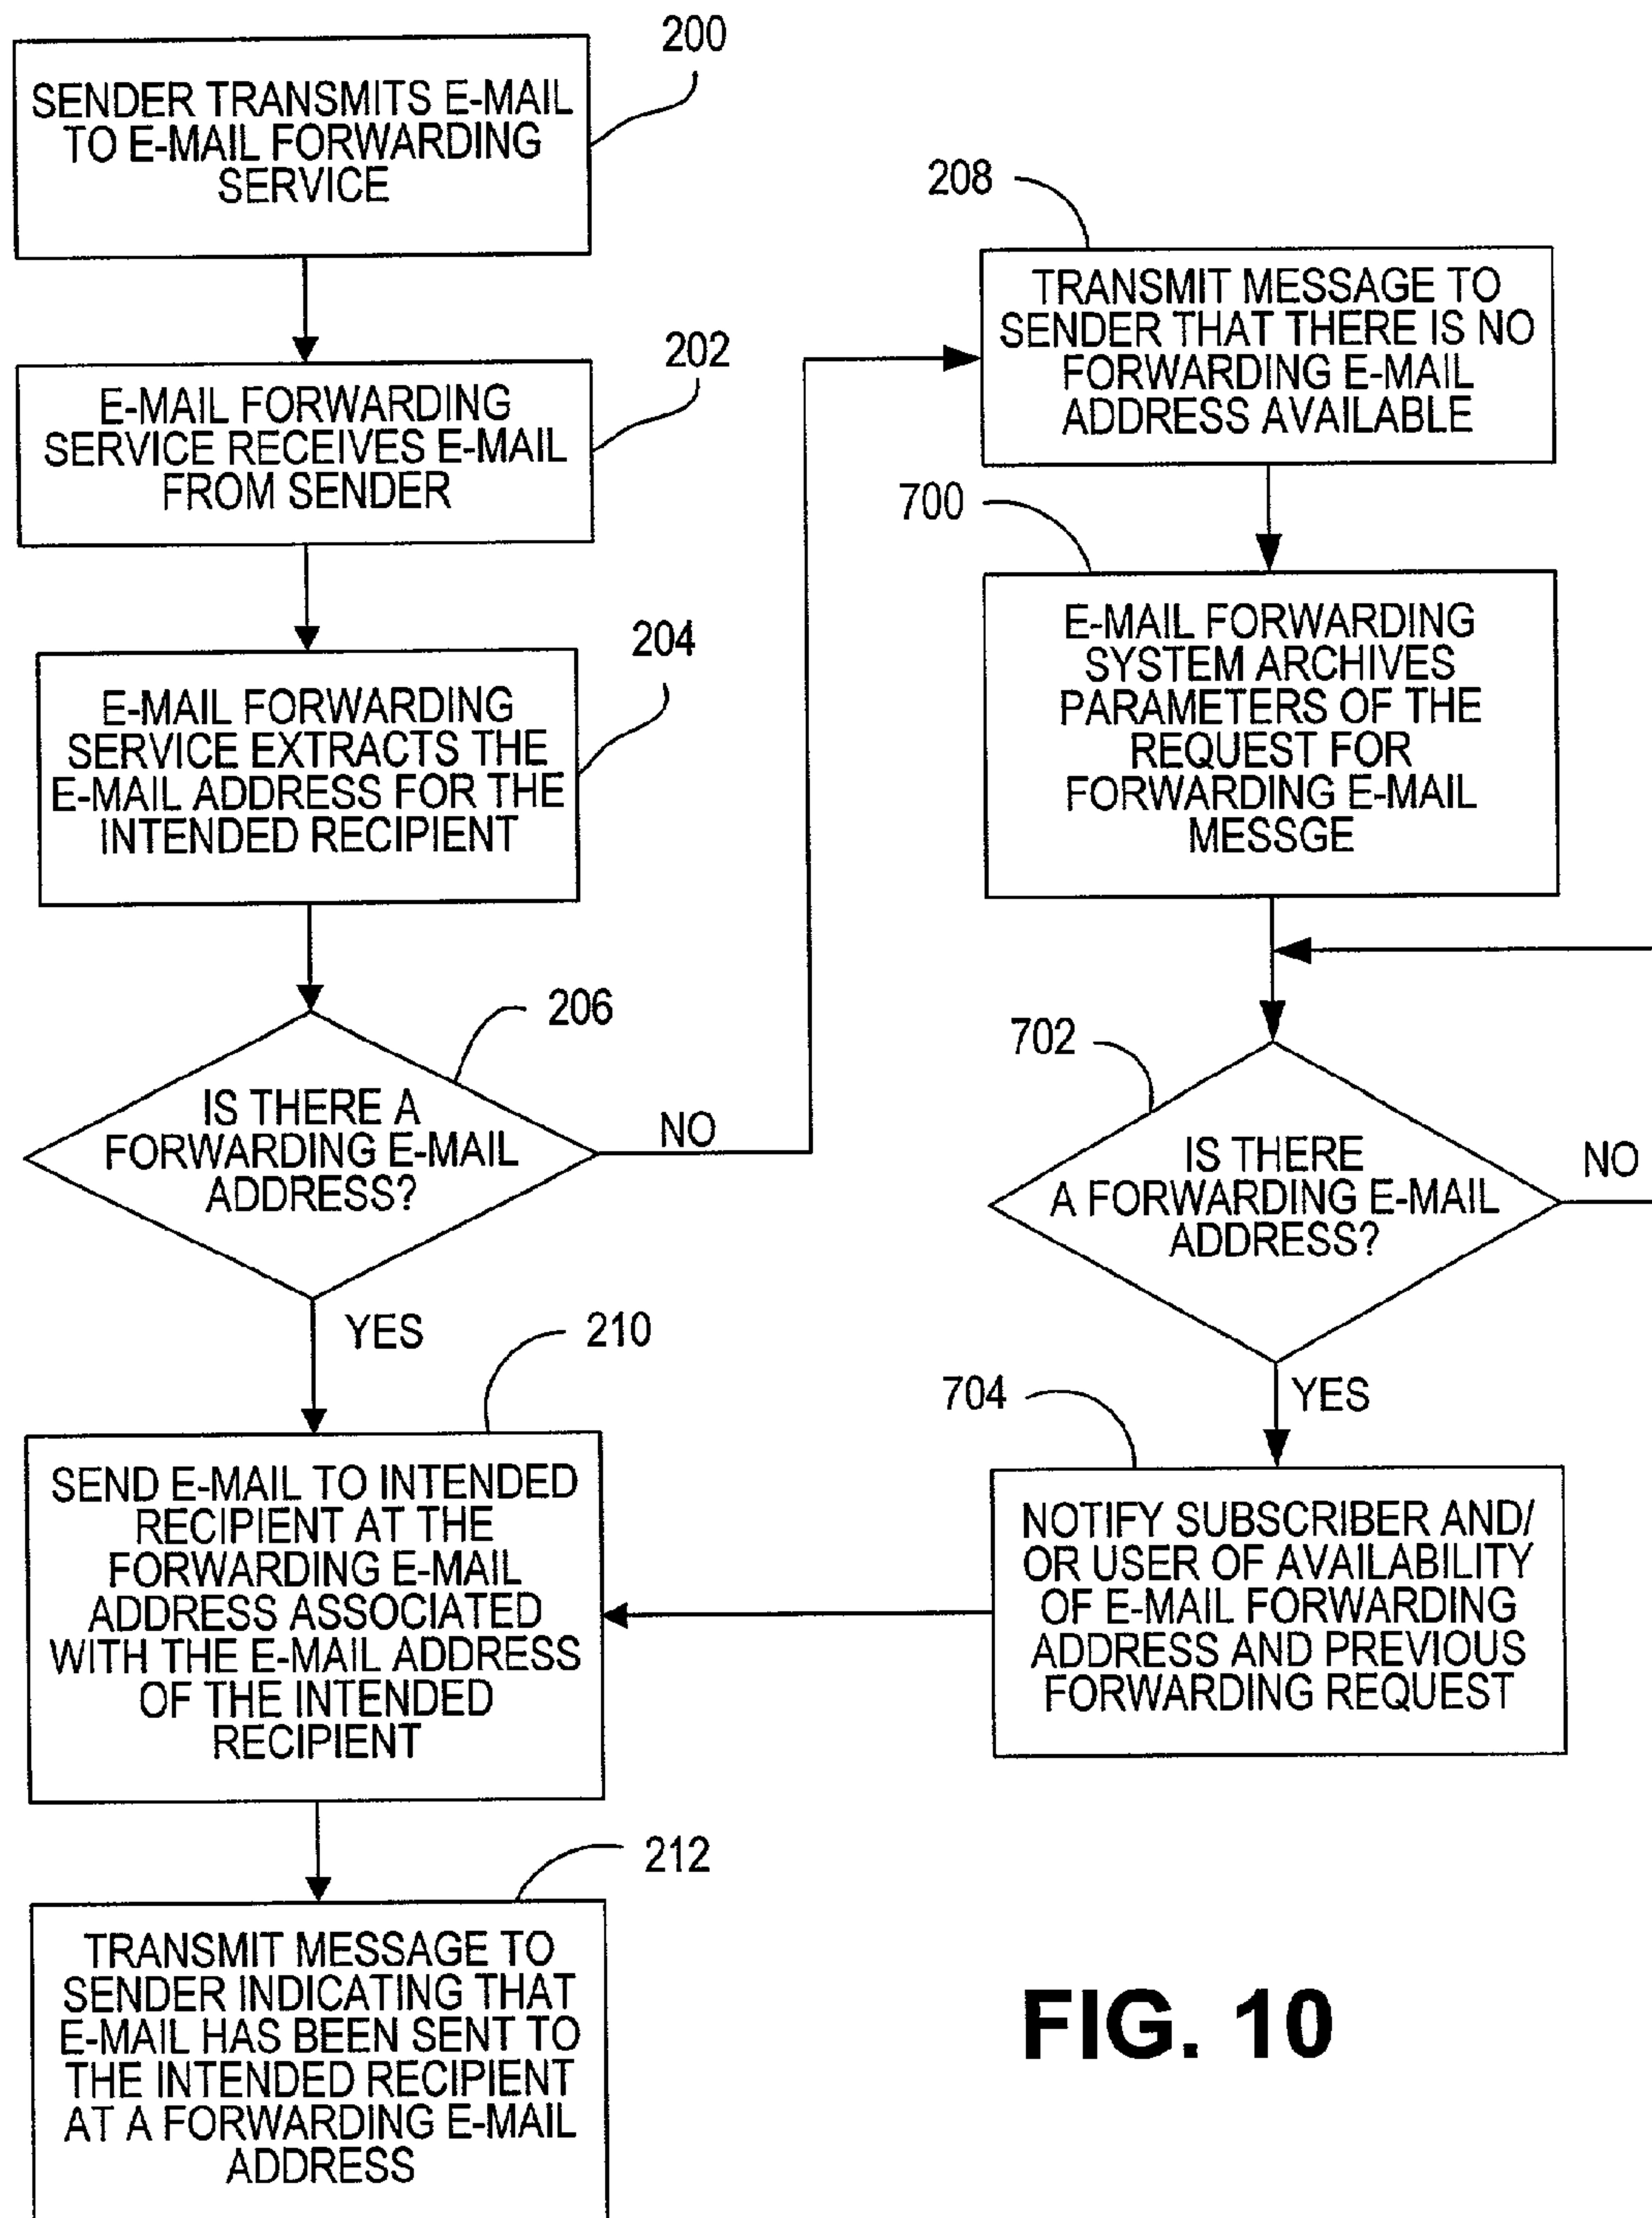 200
SENDER TRANSMITS E-MAIL
TO E-MAIL FORWARDING
SERVICE
202
E-MAIL FORWARDING
SERVICE RECEIVES E-MAIL
FROM SENDER
204
E-MAIL FORWARDING
SERVICE EXTRACTS THE
E-MAIL ADDRESS FOR THE
INTENDED RECIPIENT
206
IS THERE A
FORWARDING E-MAIL
ADDRESS?
NO
YES
210
SEND E-MAIL TO INTENDED
RECIPIENT AT THE
FORWARDING E-MAIL
ADDRESS ASSOCIATED
WITH THE E-MAIL ADDRESS
OF THE INTENDED
RECIPIENT
212
TRANSMIT MESSAGE TO
SENDER INDICATING THAT
E-MAIL HAS BEEN SENT TO
THE INTENDED RECIPIENT
AT A FORWARDING E-MAIL
ADDRESS
208
TRANSMIT MESSAGE TO
SENDER THAT THERE IS NO
FORWARDING E-MAIL
ADDRESS AVAILABLE
700
E-MAIL FORWARDING
SYSTEM ARCHIVES
PARAMETERS OF THE
REQUEST FOR
FORWARDING E-MAIL
MESSGE
702
IS THERE
A FORWARDING E-MAIL
ADDRESS?
NO
YES
704
NOTIFY SUBSCRIBER AND/
OR USER OF AVAILABILITY
OF E-MAIL FORWARDING
ADDRESS AND PREVIOUS
FORWARDING REQUEST
FIG. 10